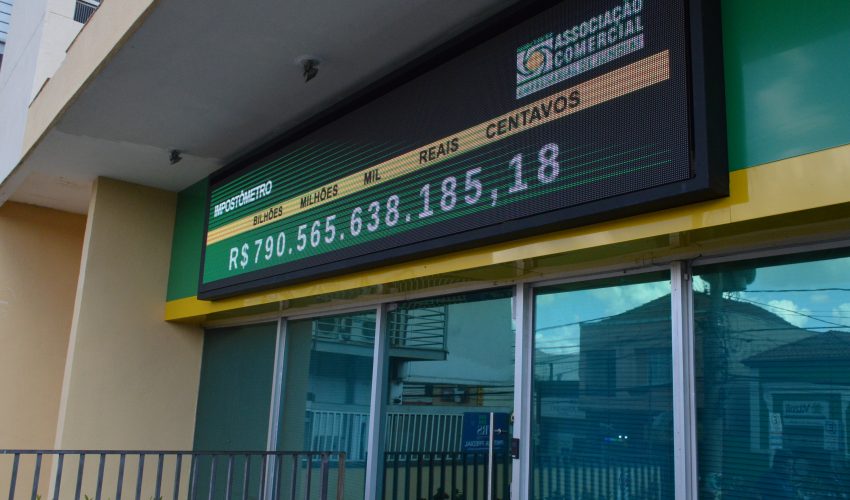 ASSOCIAÇÃO
COMERCIAL
IMPOSTÔMETRO
BILHÕES MILHÕES MIL REAIS CENTAVOS
R$790.565.638.185,18